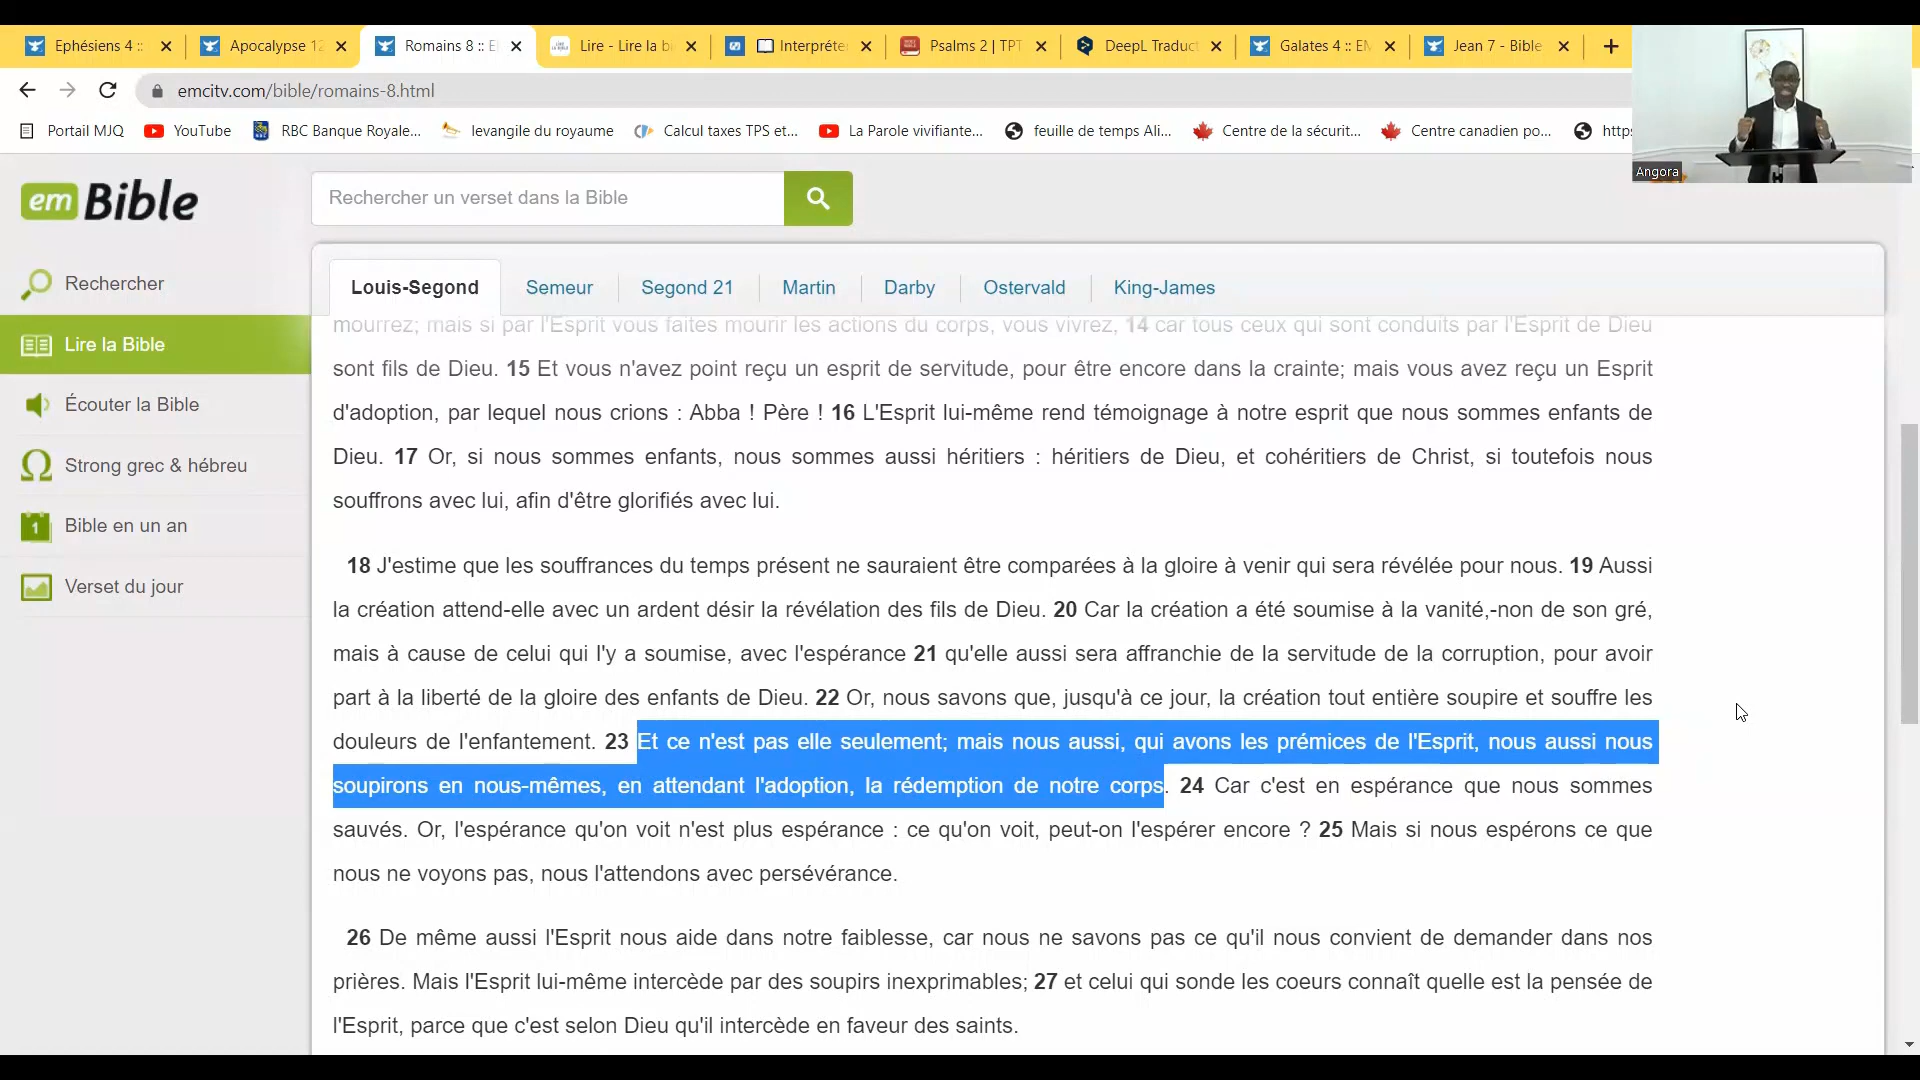 Ephésiens 4 ::
Apocalypse 12
Romains 8 :: E
Lire - Lire la b
Interpréte
Psalms 2 | TPT
DeepL Traduct
Galates 4 :: EM
Jean 7 - Bible
emcitv.com/bible/romains-8.html
Portail MJQ
YouTube
RBC Banque Royale...
levangile du royaume
Calcul taxes TPS et...
La Parole vivifiante...
feuille de temps Ali...
Centre de la sécurit...
Centre canadien po...
https
Angora
em Bible
Rechercher un verset dans la Bible
Rechercher
Lire la Bible
Écouter la Bible
Strong grec & hébreu
1
Bible en un an
Verset du jour
Louis-Segond
Semeur
Segond 21
Martin
Darby
Ostervald
King-James
mourrez; mais si par l'Esprit vous faites mourir les actions du corps, vous vivrez, 14 car tous ceux qui sont conduits par l'Esprit de Dieu
sont fils de Dieu. 15 Et vous n'avez point reçu un esprit de servitude, pour être encore dans la crainte; mais vous avez reçu un Esprit
d'adoption, par lequel nous crions : Abba ! Père ! 16 L'Esprit lui-même rend témoignage à notre esprit que nous sommes enfants de
Dieu. 17 Or, si nous sommes enfants, nous sommes aussi héritiers : héritiers de Dieu, et cohéritiers de Christ, si toutefois nous
souffrons avec lui, afin d'être glorifiés avec lui.
18 J'estime que les souffrances du temps présent ne sauraient être comparées à la gloire à venir qui sera révélée pour nous. 19 Aussi
la création attend-elle avec un ardent désir la révélation des fils de Dieu. 20 Car la création a été soumise à la vanité,-non de son gré,
mais à cause de celui qui l'y a soumise, avec l'espérance 21 qu'elle aussi sera affranchie de la servitude de la corruption, pour avoir
part à la liberté de la gloire des enfants de Dieu. 22 Or, nous savons que, jusqu'à ce jour, la création tout entière soupire et souffre les
douleurs de l'enfantement. 23 Et ce n'est pas elle seulement; mais nous aussi, qui avons les prémices de l'Esprit, nous aussi nous
soupirons en nous-mêmes, en attendant l'adoption, la rédemption de notre corps. 24 Car c'est en espérance que nous sommes
sauvés. Or, l'espérance qu'on voit n'est plus espérance : ce qu'on voit, peut-on l'espérer encore ? 25 Mais si nous espérons ce que
nous ne voyons pas, nous l'attendons avec persévérance.
26 De même aussi l'Esprit nous aide dans notre faiblesse, car nous ne savons pas ce qu'il nous convient de demander dans nos
prières. Mais l'Esprit lui-même intercède par des soupirs inexprimables; 27 et celui qui sonde les coeurs connaît quelle est la pensée de
l'Esprit, parce que c'est selon Dieu qu'il intercède en faveur des saints.